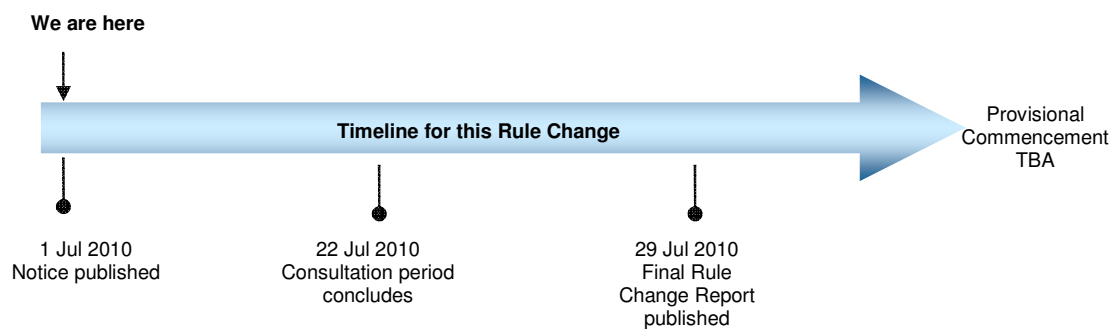 We are here
Timeline for this Rule Change
Provisional
Commencement
TBA
1 Jul 2010
Notice published
22 Jul 2010
Consultation period
concludes
29 Jul 2010
Final Rule
Change Report
published